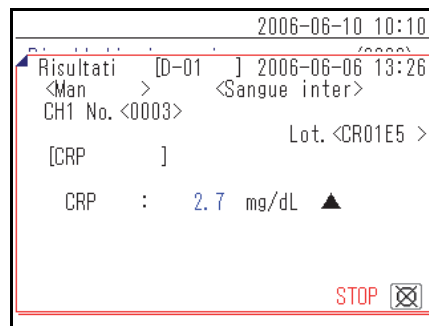 2006-06-10 10:10
Risultati [D-01 ] 2006-06-06 13:26
<Man > <Sangue inter>
CH1 No.<0003>
Lot.<CR01E5 >
[CRP ]
CRP : 2.7 mg/dL ▲
STOP